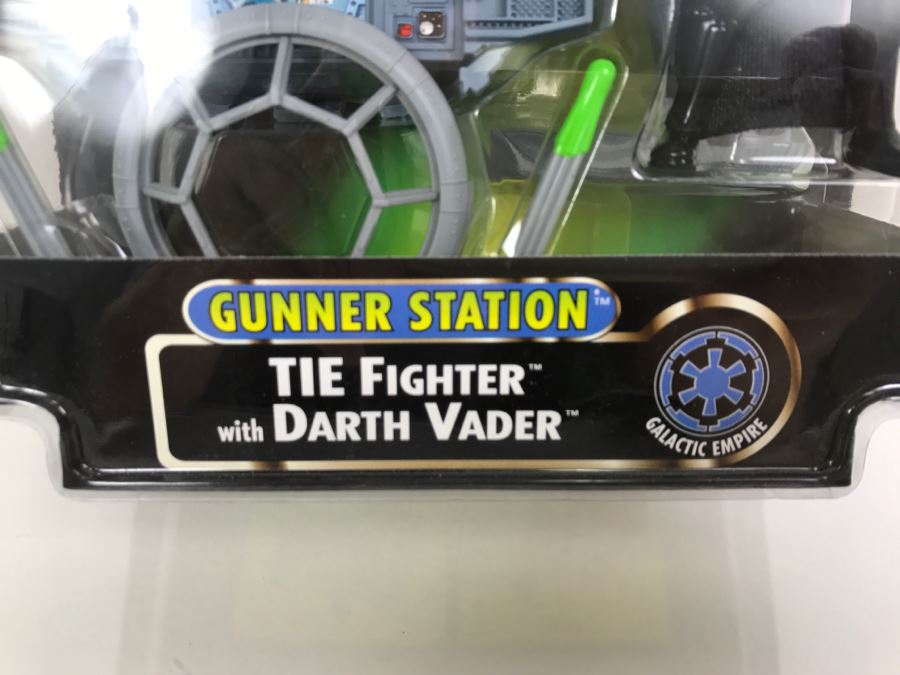 GUNNER STATION™
TIE FIGHTER™
with DARTH VADER™
GALACTIC EMPIRE